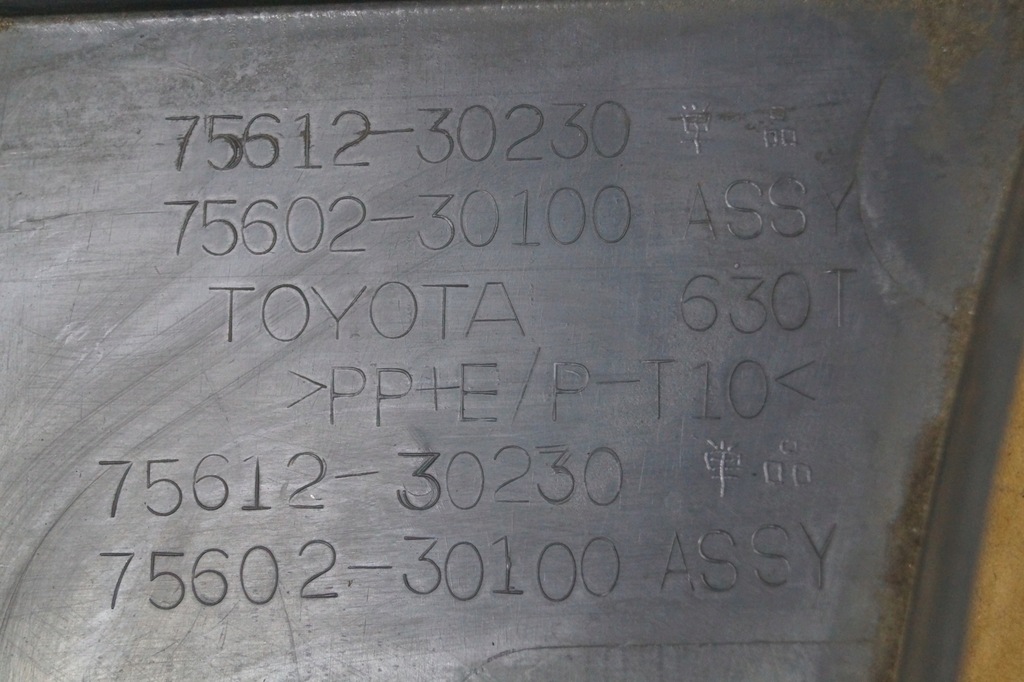 75612-30230 単品
75602-30100 ASSY
TOYOTA 630T
>PP+E/P-T10<
75612-30230 単品
75602-30100 ASSY